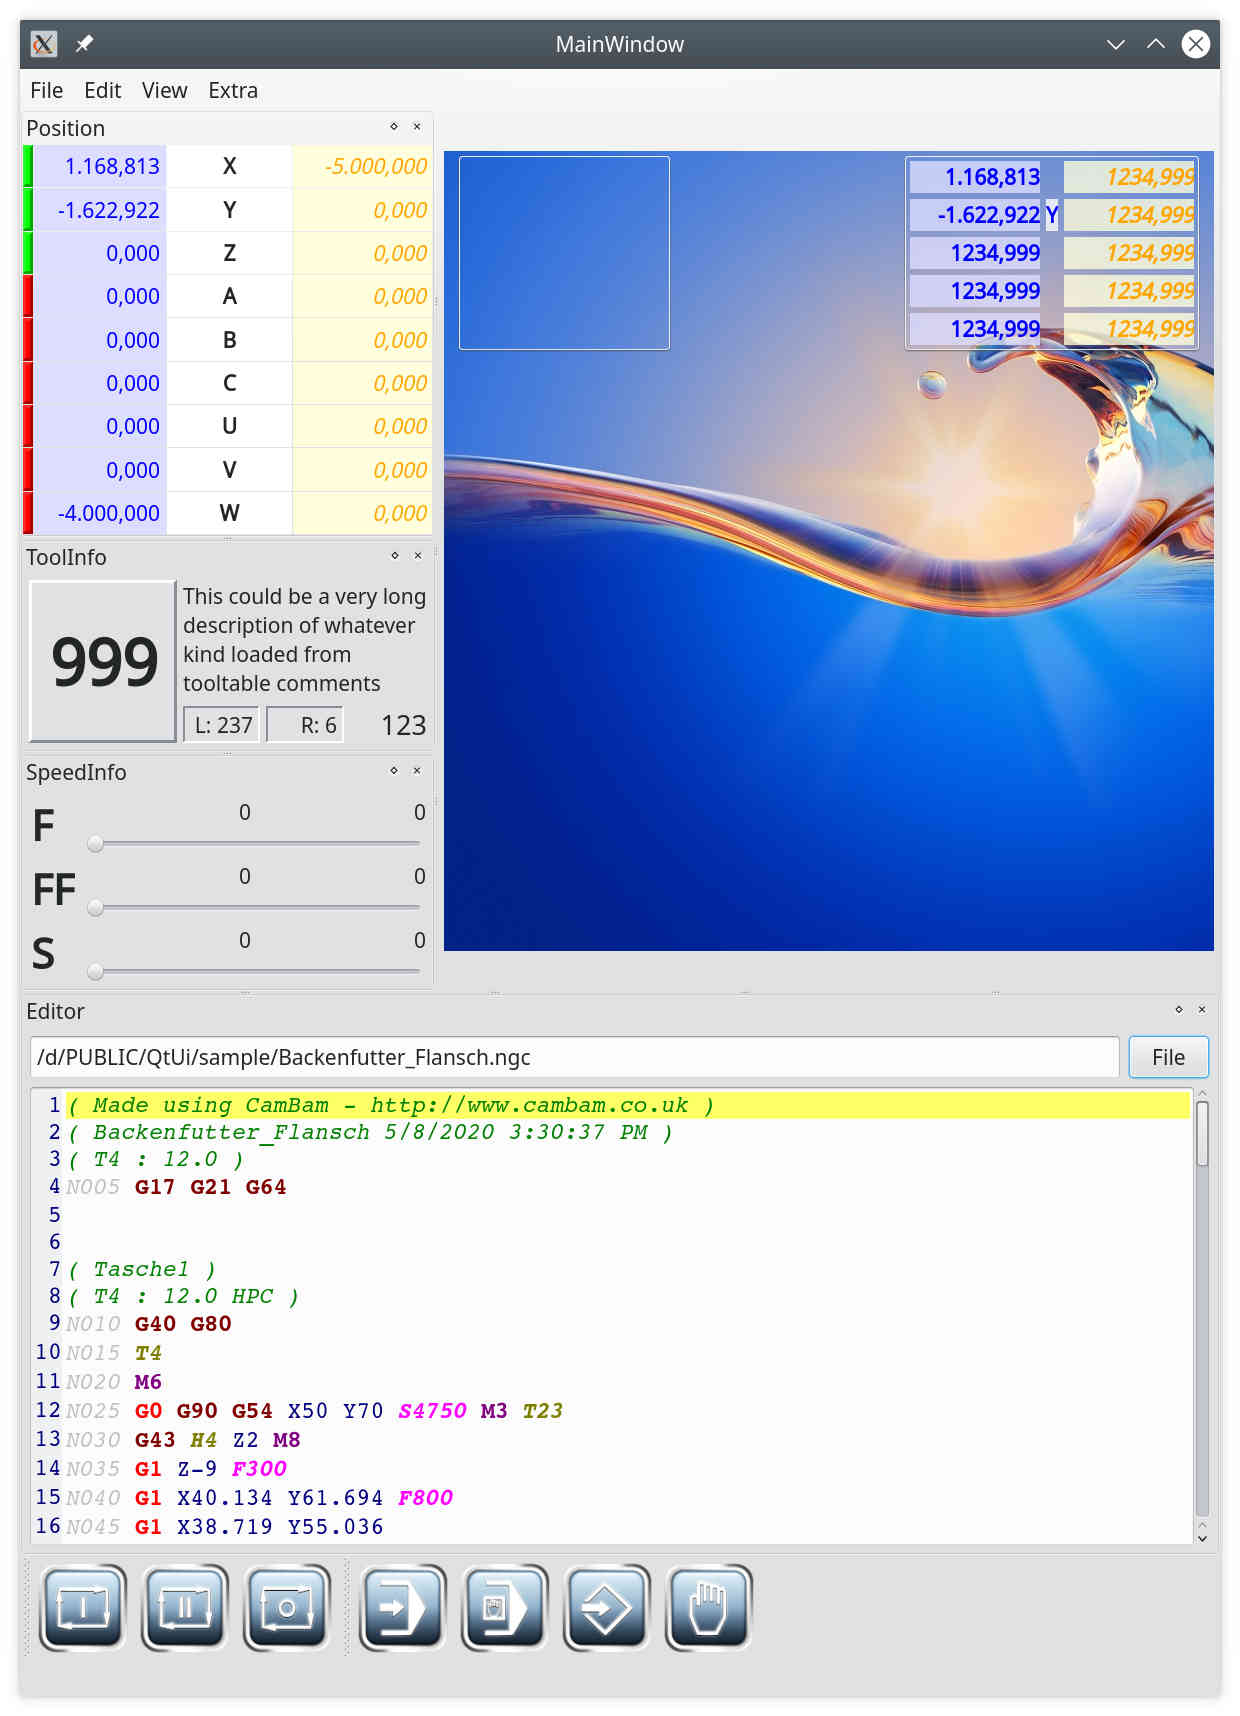 MainWindow
File Edit View Extra
Position
1.168,813 X -5.000,000
-1.622,922 Y 0,000
0,000 Z 0,000
0,000 A 0,000
0,000 B 0,000
0,000 C 0,000
0,000 U 0,000
0,000 V 0,000
-4.000,000 W 0,000
1.168,813 1234,999
-1.622,922 Y 1234,999
1234,999 1234,999
1234,999 1234,999
1234,999 1234,999
ToolInfo
999
This could be a very long
description of whatever
kind loaded from
tooltable comments
L: 237 R: 6 123
SpeedInfo
F 0 0
FF 0 0
S 0 0
Editor
/d/PUBLIC/QtUi/sample/Backenfutter_Flansch.ngc File
1 ( Made using CamBam - http://www.cambam.co.uk )
2 ( Backenfutter_Flansch 5/8/2020 3:30:37 PM )
3 ( T4 : 12.0 )
4 N005 G17 G21 G64
5
6
7 ( Tasche1 )
8 ( T4 : 12.0 HPC )
9 N010 G40 G80
10 N015 T4
11 N020 M6
12 N025 G0 G90 G54 X50 Y70 S4750 M3 T23
13 N030 G43 H4 Z2 M8
14 N035 G1 Z-9 F300
15 N040 G1 X40.134 Y61.694 F800
16 N045 G1 X38.719 Y55.036
I II O